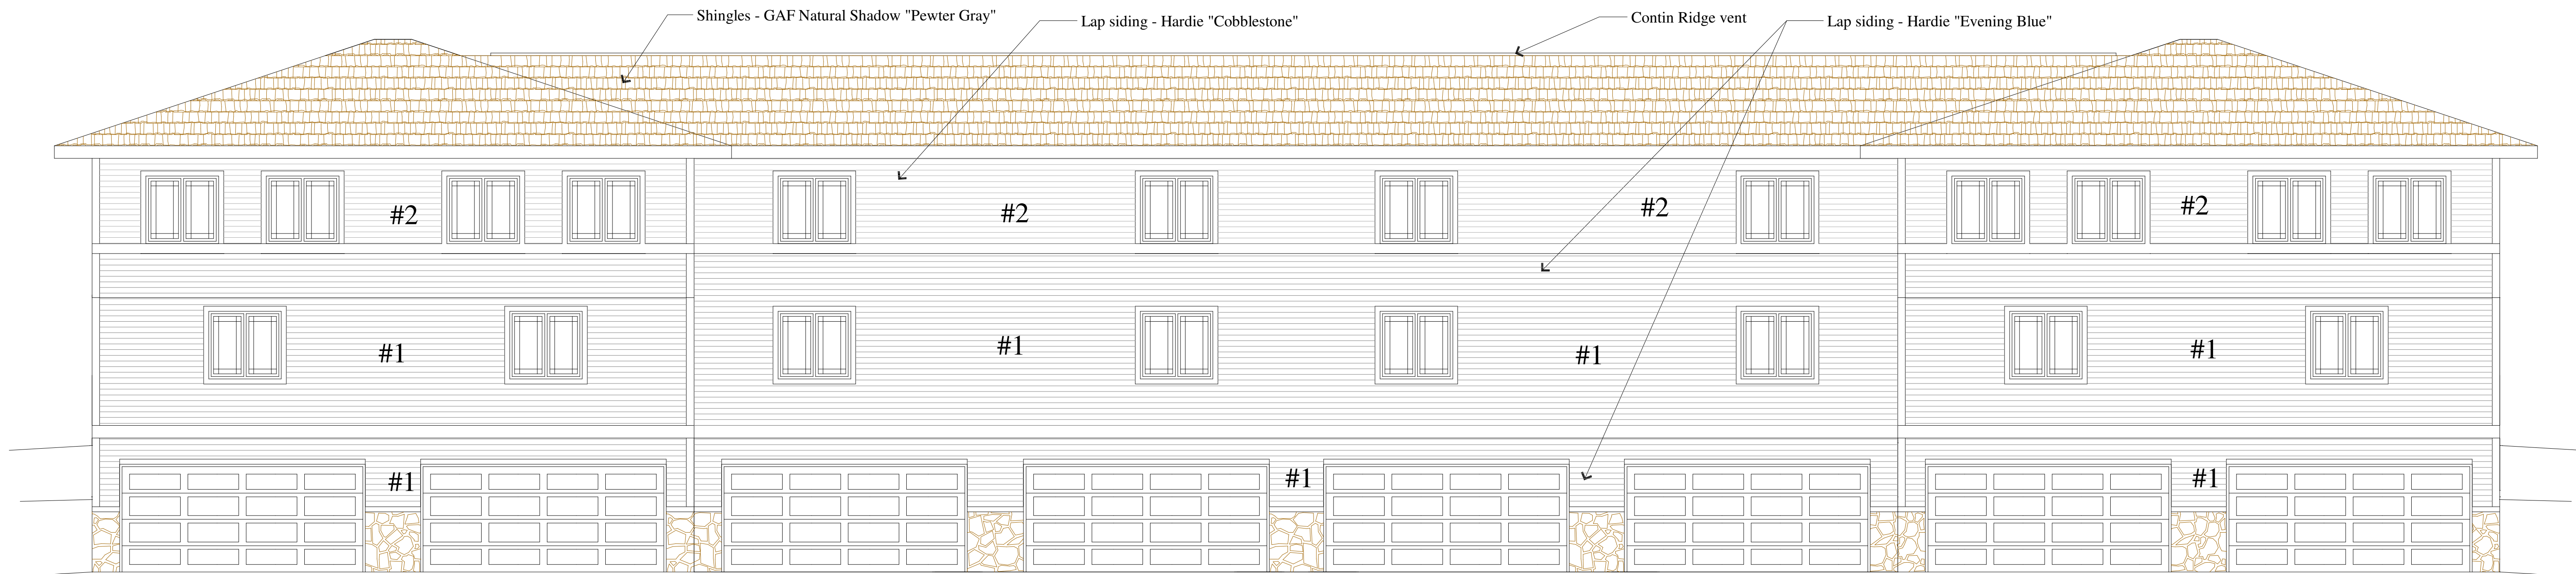 Shingles - GAF Natural Shadow "Pewter Gray"
Lap siding - Hardie "Cobblestone"
Contin Ridge vent
Lap siding - Hardie "Evening Blue"
#2
#2
#2
#2
#1
#1
#1
#1
#1
#1
#1